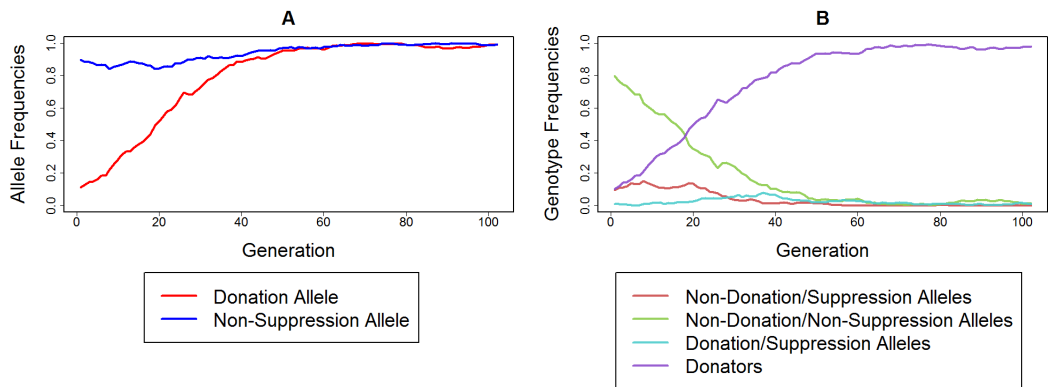 A
Allele Frequencies
1.0
0.8
0.6
0.4
0.2
0.0
0 20 40 60 80 100
Generation
Donation Allele
Non-Suppression Allele
B
Genotype Frequencies
1.0
0.8
0.6
0.4
0.2
0.0
0 20 40 60 80 100
Generation
Non-Donation/Suppression Alleles
Non-Donation/Non-Suppression Alleles
Donation/Suppression Alleles
Donators